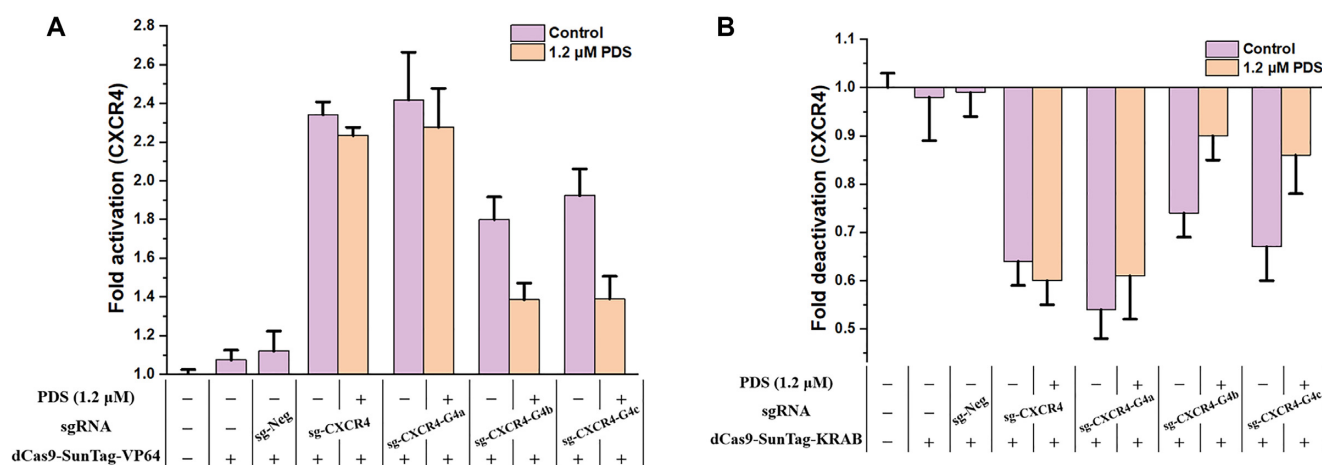 A
Fold activation (CXCR4)
2.8
2.6
2.4
2.2
2.0
1.8
1.6
1.4
1.2
1.0
Control
1.2 μM PDS
PDS (1.2 μM) – – – – + – + – + – +
sgRNA – – sg-Neg sg-CXCR4 sg-CXCR4-G4a sg-CXCR4-G4b sg-CXCR4-G4c
dCas9-SunTag-VP64 – + + + + + + + + + +
B
Fold deactivation (CXCR4)
1.1
1.0
0.9
0.8
0.7
0.6
0.5
Control
1.2 μM PDS
PDS (1.2 μM) – – – – + – + – + – +
sgRNA – – sg-Neg sg-CXCR4 sg-CXCR4-G4a sg-CXCR4-G4b sg-CXCR4-G4c
dCas9-SunTag-KRAB – + + + + + + + + + +